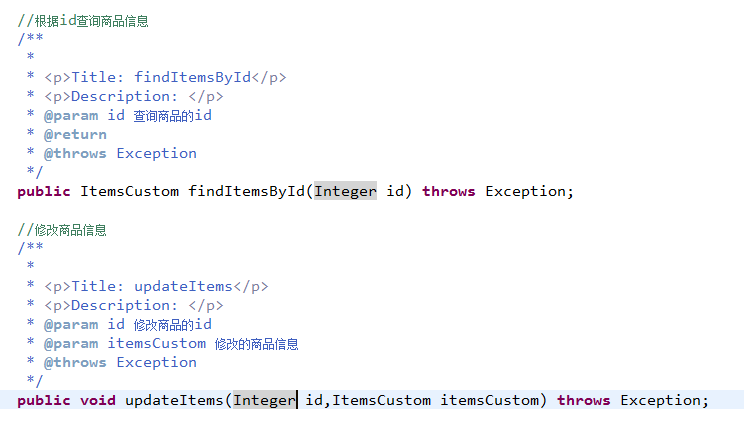 //根据id查询商品信息
/**
*
* <p>Title: findItemsById</p>
* <p>Description: </p>
* @param id 查询商品的id
* @return
* @throws Exception
*/
public ItemsCustom findItemsById(Integer id) throws Exception;
//修改商品信息
/**
*
* <p>Title: updateItems</p>
* <p>Description: </p>
* @param id 修改商品的id
* @param itemsCustom 修改的商品信息
* @throws Exception
*/
public void updateItems(Integer id,ItemsCustom itemsCustom) throws Exception;